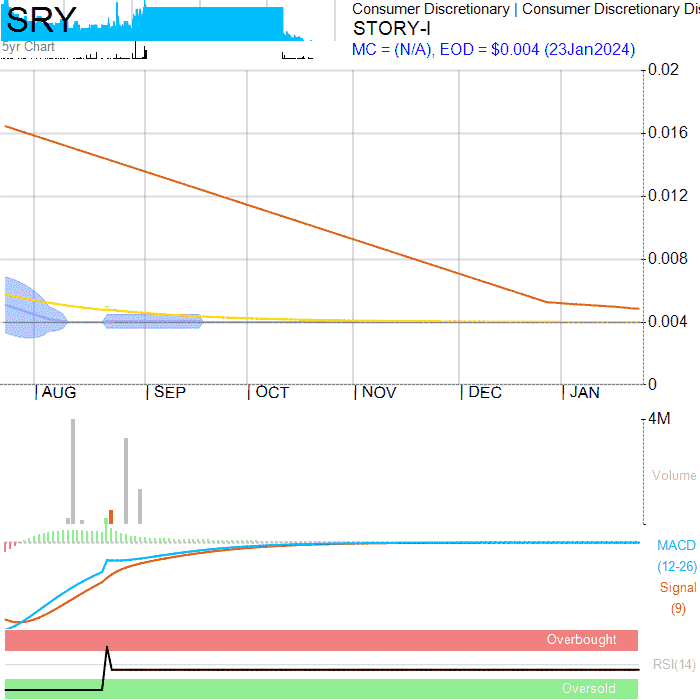 SRY
5yr Chart
Consumer Discretionary | Consumer Discretionary Dis
STORY-I
MC = (N/A), EOD = $0.004 (23Jan2024)
0.02
0.016
0.012
0.008
0.004
0
AUG SEP OCT NOV DEC JAN
4M
Volume
MACD
(12-26)
Signal
(9)
Overbought
RSI(14)
Oversold